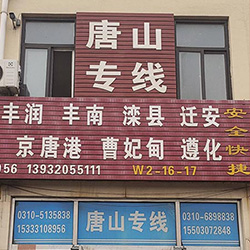 唐山
专线
丰润 丰南 滦县 迁安
京唐港 曹妃甸 遵化
安全快捷
956 13932055111 W2-16-17
0310-5135838
15333108956
唐山专线
0310-6898838
15503072848